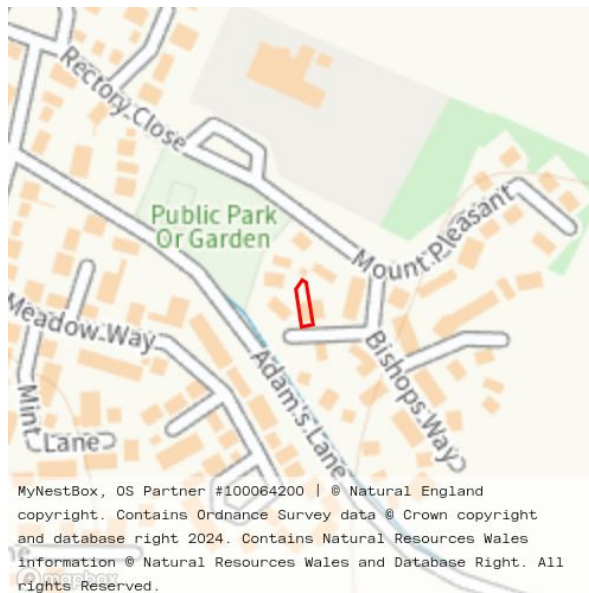 Rectory Close
Public Park
Or Garden
Mount Pleasant
Meadow Way
Adam's Lane
Bishops Way
Mint Lane
MyNestBox, OS Partner #100064200 | © Natural England
copyright. Contains Ordnance Survey data © Crown copyright
and database right 2024. Contains Natural Resources Wales
information © Natural Resources Wales and Database Right. All
rights Reserved.
mapbox